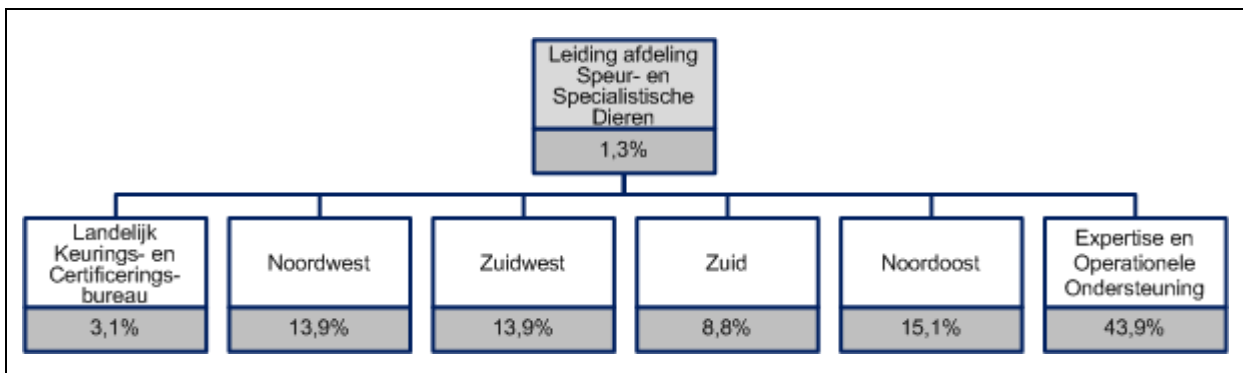 Leiding afdeling
Speur- en
Specialistische
Dieren
1,3%
Landelijk
Keurings- en
Certificerings-
bureau
3,1%
Noordwest
13,9%
Zuidwest
13,9%
Zuid
8,8%
Noordoost
15,1%
Expertise en
Operationele
Ondersteuning
43,9%